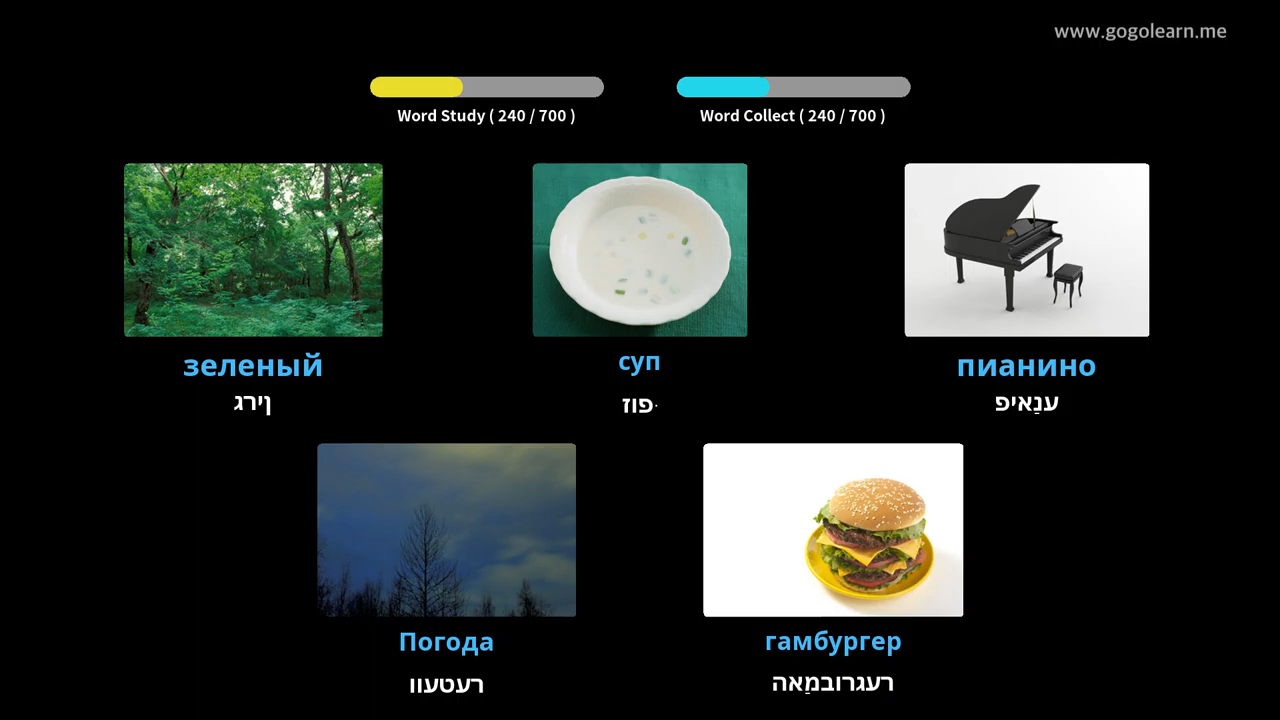 www.gogolearn.me
Word Study ( 240 / 700 )
Word Collect ( 240 / 700 )
зеленый
суп
пианино
ןירג
ּפוז
ענַאיפ
Погода
гамбургер
רעטעוו
רעגרובמַאה